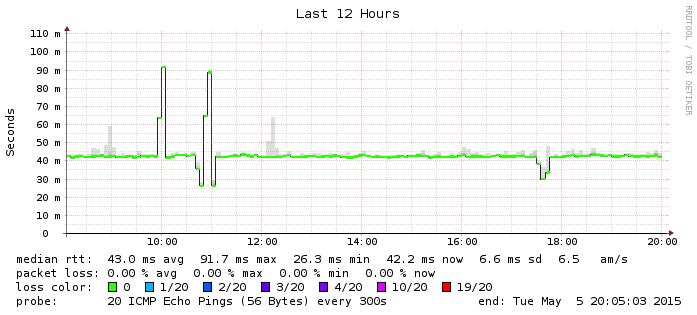 Last 12 Hours
RRDTOOL / TOBI OETIKER
Seconds
110 m
100 m
90 m
80 m
70 m
60 m
50 m
40 m
30 m
20 m
10 m
0
10:00 12:00 14:00 16:00 18:00 20:00
median rtt: 43.0 ms avg 91.7 ms max 26.3 ms min 42.2 ms now 6.6 ms sd 6.5 am/s
packet loss: 0.00 % avg 0.00 % max 0.00 % min 0.00 % now
loss color: 0 1/20 2/20 3/20 4/20 10/20 19/20
probe: 20 ICMP Echo Pings (56 Bytes) every 300s end: Tue May 5 20:05:03 2015